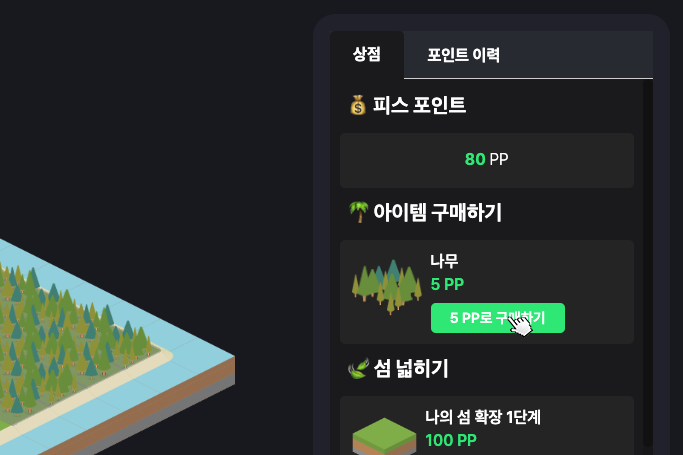 상점
포인트 이력
피스 포인트
80 PP
아이템 구매하기
나무
5 PP
5 PP로 구매하기
섬 넓히기
나의 섬 확장 1단계
100 PP